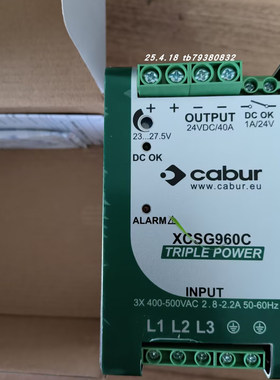 25.4.18 tb79380832
+ + - - 
OUTPUT
24VDC/40A
DC OK
1A/24V
23...27.5V
DC OK
cabur
www.cabur.eu
ALARM
XCSG960C
TRIPLE POWER
INPUT
3X 400-500VAC 2.8-2.2A 50-60Hz
L1 L2 L3